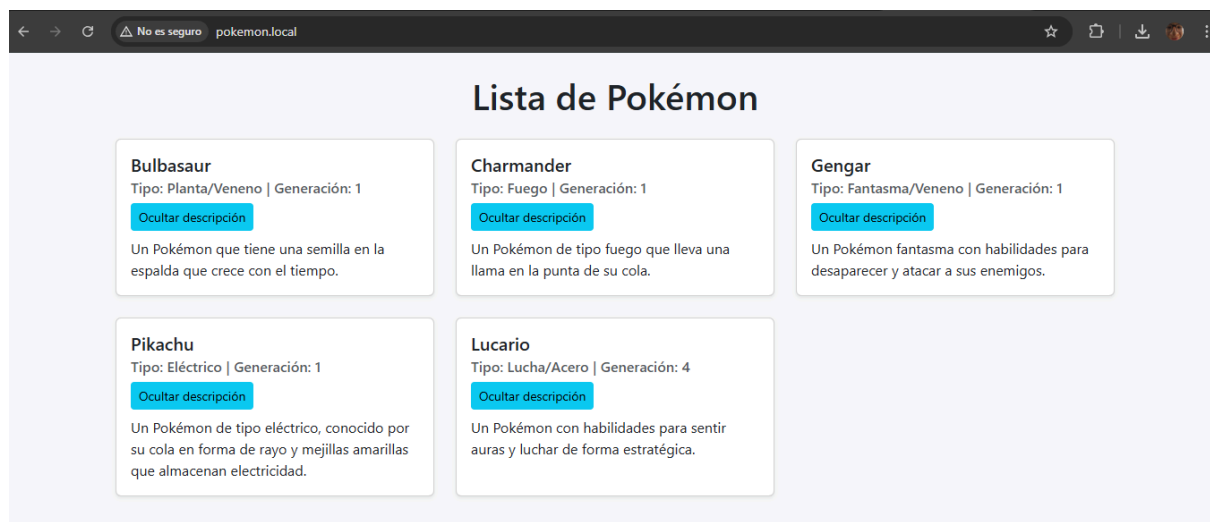 No es seguro pokemon.local
Lista de Pokémon
Bulbasaur
Tipo: Planta/Veneno | Generación: 1
Ocultar descripción
Un Pokémon que tiene una semilla en la
espalda que crece con el tiempo.
Charmander
Tipo: Fuego | Generación: 1
Ocultar descripción
Un Pokémon de tipo fuego que lleva una
llama en la punta de su cola.
Gengar
Tipo: Fantasma/Veneno | Generación: 1
Ocultar descripción
Un Pokémon fantasma con habilidades para
desaparecer y atacar a sus enemigos.
Pikachu
Tipo: Eléctrico | Generación: 1
Ocultar descripción
Un Pokémon de tipo eléctrico, conocido por
su cola en forma de rayo y mejillas amarillas
que almacenan electricidad.
Lucario
Tipo: Lucha/Acero | Generación: 4
Ocultar descripción
Un Pokémon con habilidades para sentir
auras y luchar de forma estratégica.